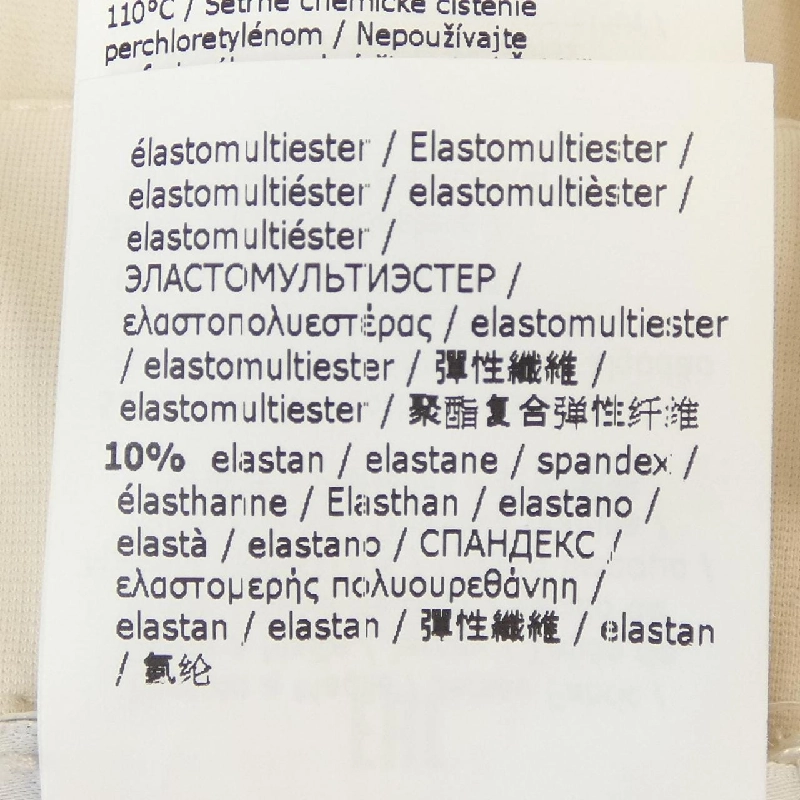 110°C / Šetrné chemické čistenie
perchloretylénom / Nepoužívajte
élastomultiester / Elastomultiester /
elastomultiéster / elastomultièster /
elastomultiéster /
ЭЛАСТОМУЛЬТИЭСТЕР /
ελαστοπολυεστέρας / elastomultiester
/ elastomultiester / 彈性纖維 /
elastomultiester / 聚酯复合弹性纤维
10% elastan / elastane / spandex /
élasthanne / Elasthan / elastano /
elastà / elastano / СПАНДЕКС /
ελαστομερής πολυουρεθάνηη /
elastan / elastan / 彈性纖維 / elastan
/ 氨纶